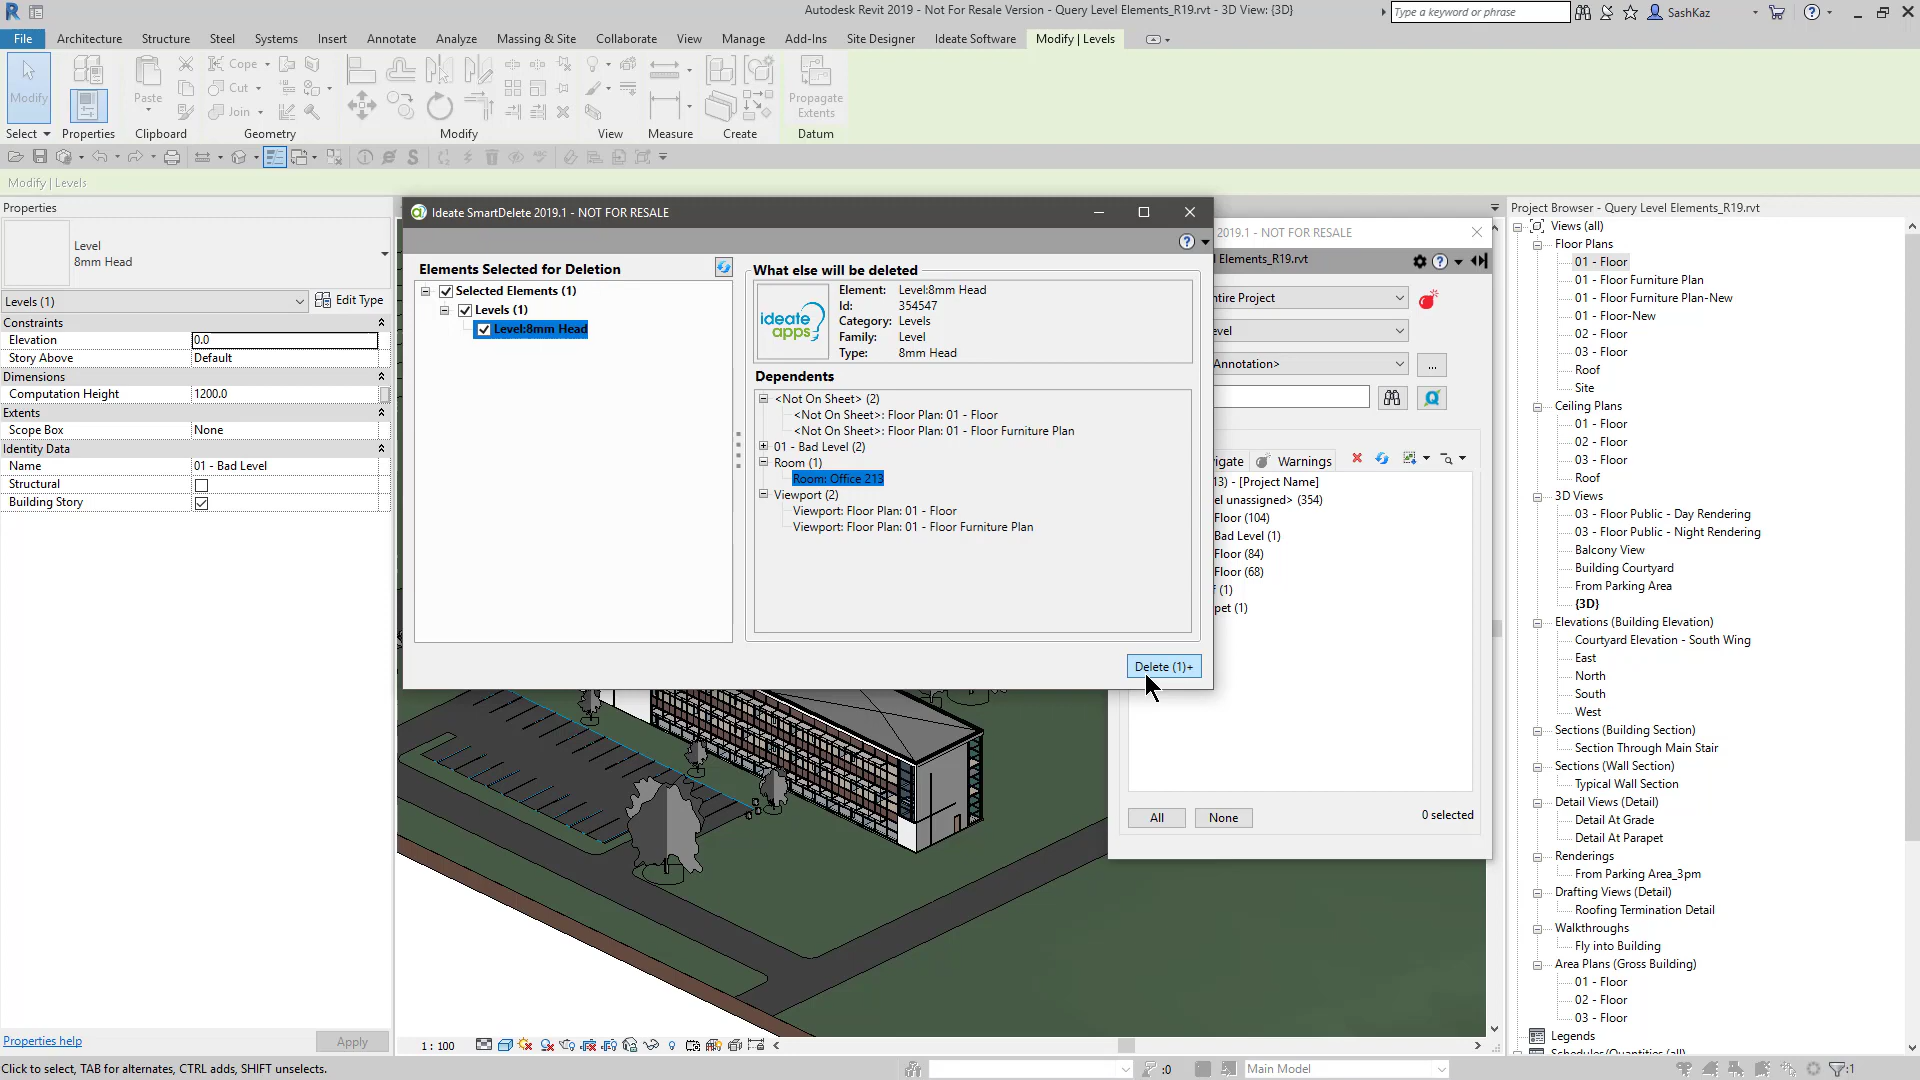 Autodesk Revit 2019 - Not For Resale Version - Query Level Elements_R19.rvt - 3D View: {3D}
Type a keyword or phrase
SashKaz
File
Architecture
Structure
Steel
Systems
Insert
Annotate
Analyze
Massing & Site
Collaborate
View
Manage
Add-Ins
Site Designer
Ideate Software
Modify | Levels
Modify
Paste
Cope
Cut
Join
Propagate
Extents
Select
Properties
Clipboard
Geometry
Modify
View
Measure
Create
Datum
Modify | Levels
Properties
Level
8mm Head
Levels (1)
Edit Type
Constraints
Elevation 0.0
Story Above Default
Dimensions
Computation Height 1200.0
Extents
Scope Box None
Identity Data
Name 01 - Bad Level
Structural
Building Story
Properties help
Apply
Ideate SmartDelete 2019.1 - NOT FOR RESALE
Elements Selected for Deletion
Selected Elements (1)
Levels (1)
Level:8mm Head
What else will be deleted
ideate
apps
Element: Level:8mm Head
Id: 354547
Category: Levels
Family: Level
Type: 8mm Head
Dependents
<Not On Sheet> (2)
<Not On Sheet>: Floor Plan: 01 - Floor
<Not On Sheet>: Floor Plan: 01 - Floor Furniture Plan
01 - Bad Level (2)
Room (1)
Room: Office 213
Viewport (2)
Viewport: Floor Plan: 01 - Floor
Viewport: Floor Plan: 01 - Floor Furniture Plan
Delete (1)+
2019.1 - NOT FOR RESALE
Elements_R19.rvt
ntire Project
evel
Annotation>
...
igate
Warnings
13) - [Project Name]
el unassigned> (354)
Floor (104)
Bad Level (1)
Floor (84)
Floor (68)
f (1)
pet (1)
All
None
0 selected
Project Browser - Query Level Elements_R19.rvt
Views (all)
Floor Plans
01 - Floor
01 - Floor Furniture Plan
01 - Floor Furniture Plan-New
01 - Floor-New
02 - Floor
03 - Floor
Roof
Site
Ceiling Plans
01 - Floor
02 - Floor
03 - Floor
Roof
3D Views
03 - Floor Public - Day Rendering
03 - Floor Public - Night Rendering
Balcony View
Building Courtyard
From Parking Area
{3D}
Elevations (Building Elevation)
Courtyard Elevation - South Wing
East
North
South
West
Sections (Building Section)
Section Through Main Stair
Sections (Wall Section)
Typical Wall Section
Detail Views (Detail)
Detail At Grade
Detail At Parapet
Renderings
From Parking Area_3pm
Drafting Views (Detail)
Roofing Termination Detail
Walkthroughs
Fly into Building
Area Plans (Gross Building)
01 - Floor
02 - Floor
03 - Floor
Legends
Schedules/Quantities (all)
1 : 100
Click to select, TAB for alternates, CTRL adds, SHIFT unselects.
:0
Main Model
:1